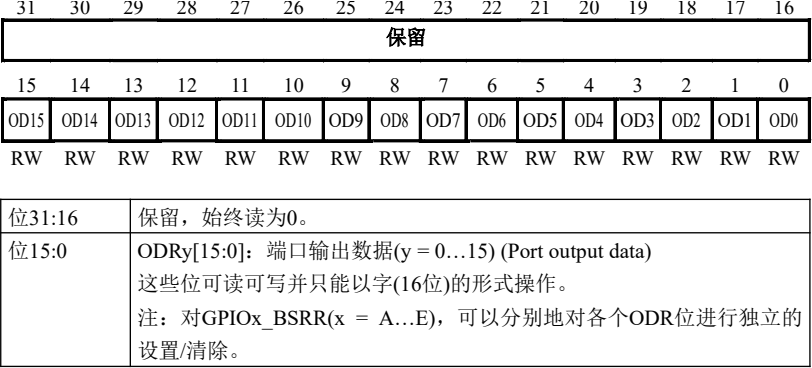 31 30 29 28 27 26 25 24 23 22 21 20 19 18 17 16
保留
15 14 13 12 11 10 9 8 7 6 5 4 3 2 1 0
OD15 OD14 OD13 OD12 OD11 OD10 OD9 OD8 OD7 OD6 OD5 OD4 OD3 OD2 OD1 OD0
RW RW RW RW RW RW RW RW RW RW RW RW RW RW RW RW
位31:16 保留，始终读为0。
位15:0 ODRy[15:0]：端口输出数据(y = 0…15) (Port output data)
这些位可读可写并只能以字(16位)的形式操作。
注：对GPIOx_BSRR(x = A…E)，可以分别地对各个ODR位进行独立的
设置/清除。